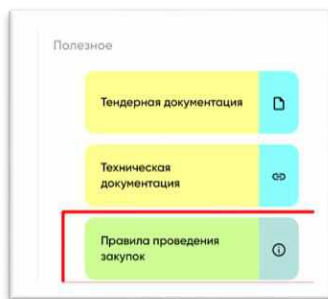 Полезное
Тендерная документация
Техническая
документация
Правила проведения
закупок